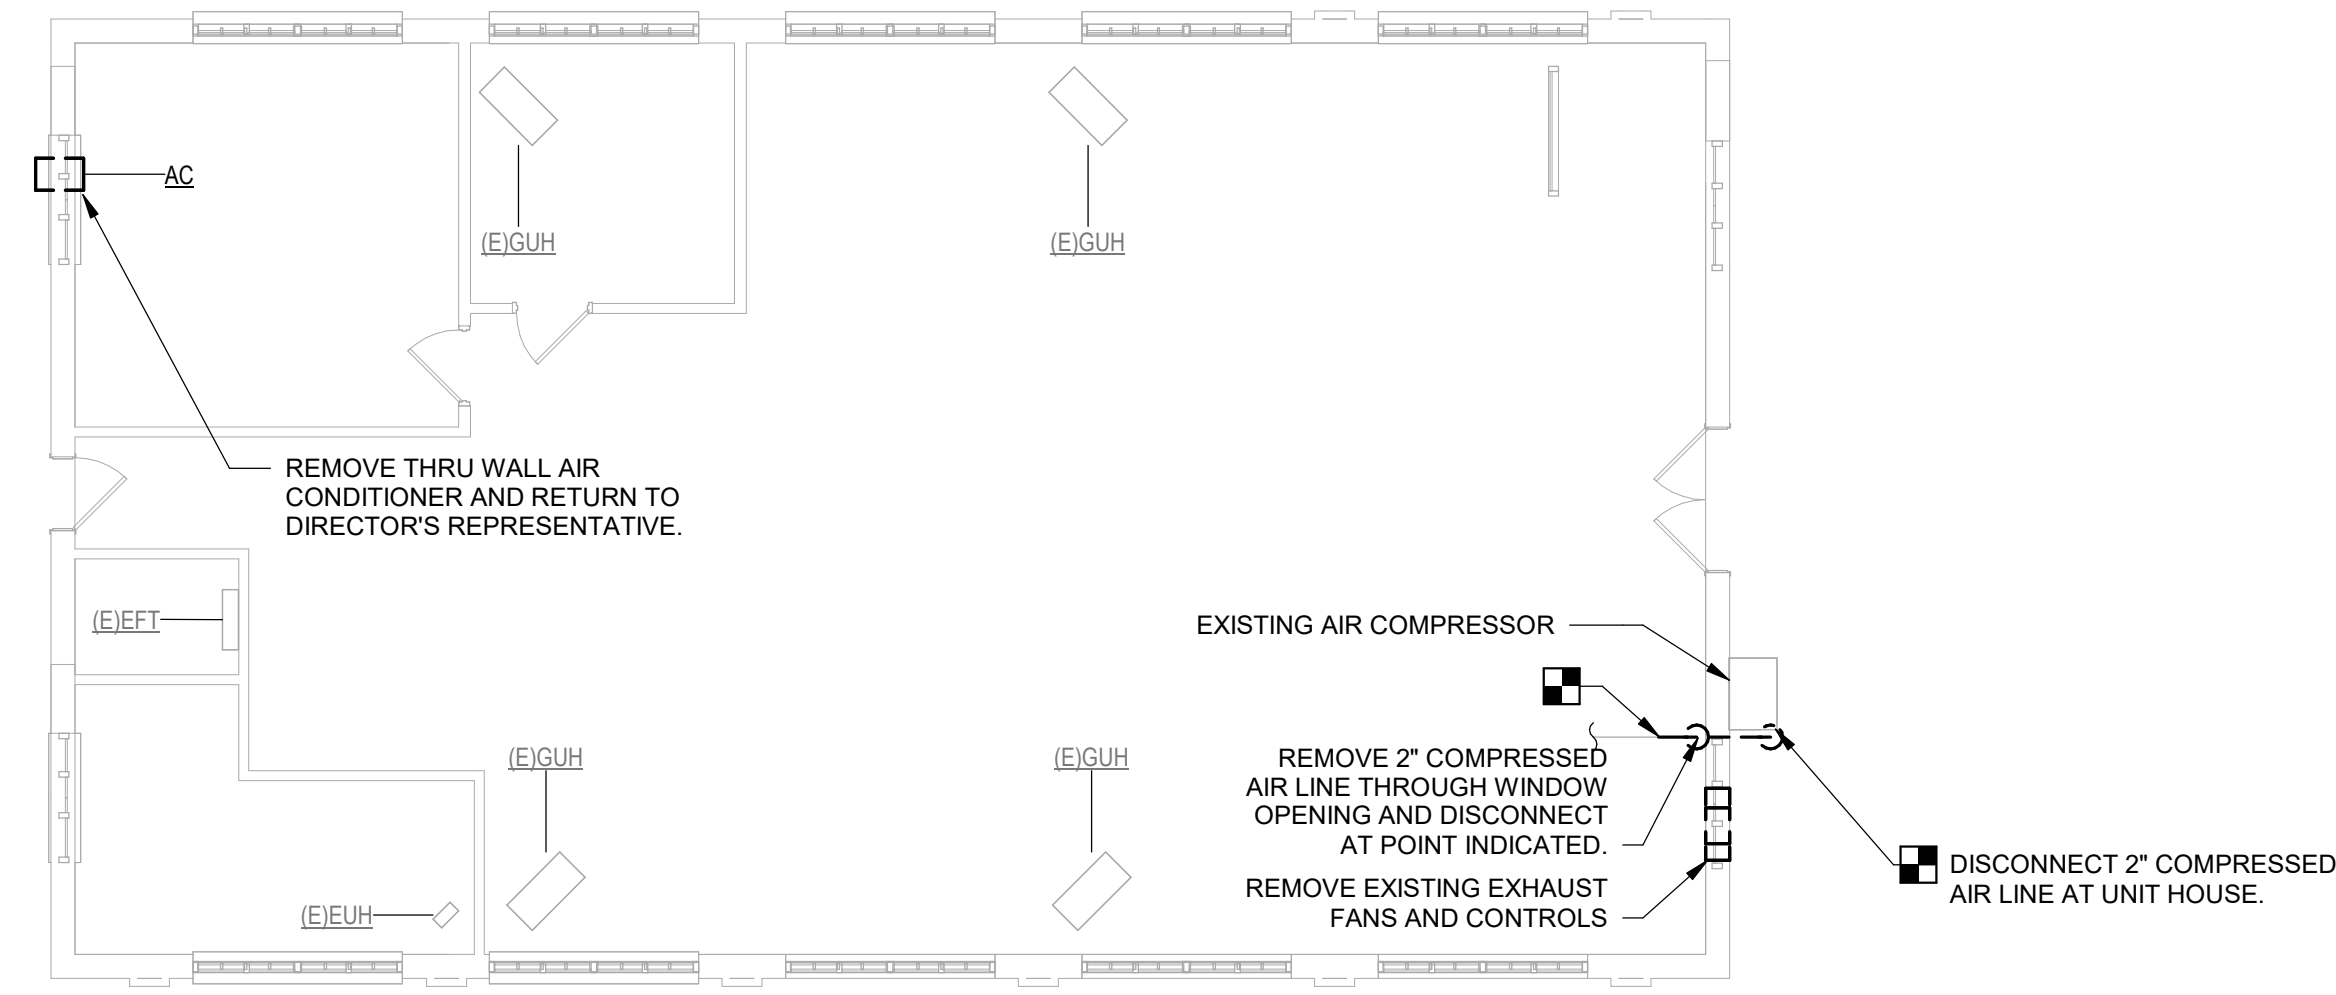 AC
(E)GUH
(E)GUH
REMOVE THRU WALL AIR
CONDITIONER AND RETURN TO
DIRECTOR'S REPRESENTATIVE.
(E)EFT
EXISTING AIR COMPRESSOR
(E)GUH
(E)GUH
REMOVE 2" COMPRESSED
AIR LINE THROUGH WINDOW
OPENING AND DISCONNECT
AT POINT INDICATED.
DISCONNECT 2" COMPRESSED
AIR LINE AT UNIT HOUSE.
REMOVE EXISTING EXHAUST
FANS AND CONTROLS
(E)EUH